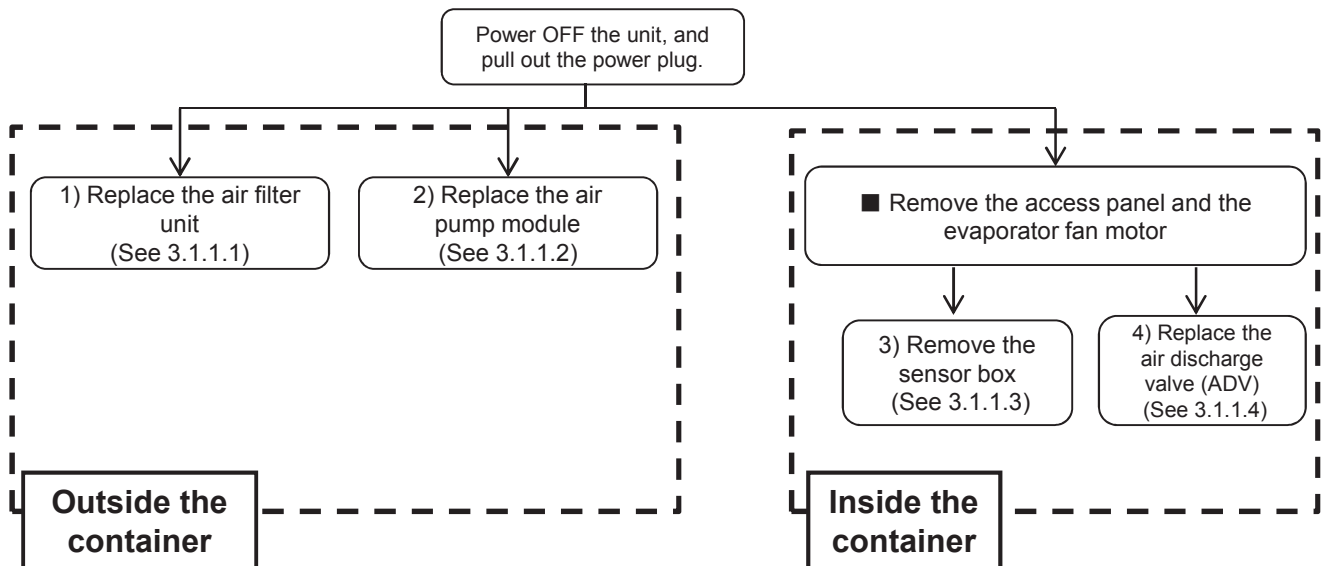 Power OFF the unit, and
pull out the power plug.
1) Replace the air filter
unit
(See 3.1.1.1)
2) Replace the air
pump module
(See 3.1.1.2)
■ Remove the access panel and the
evaporator fan motor
3) Remove the
sensor box
(See 3.1.1.3)
4) Replace the
air discharge
valve (ADV)
(See 3.1.1.4)
Outside the
container
Inside the
container